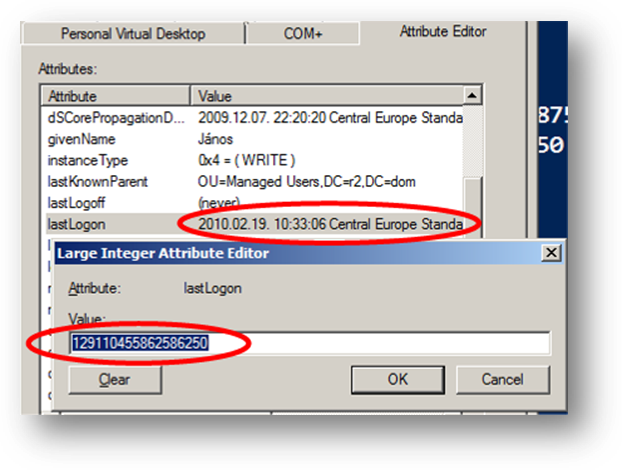 Personal Virtual Desktop COM+ Attribute Editor
Attributes:
Attribute Value
dSCorePropagationD... 2009.12.07. 22:20:20 Central Europe Standa
givenName János
instanceType 0x4 = ( WRITE )
lastKnownParent OU=Managed Users,DC=r2,DC=dom
lastLogoff (never)
lastLogon 2010.02.19. 10:33:06 Central Europe Standa
Large Integer Attribute Editor
Attribute: lastLogon
Value:
129110455862586250
Clear OK Cancel
875
50